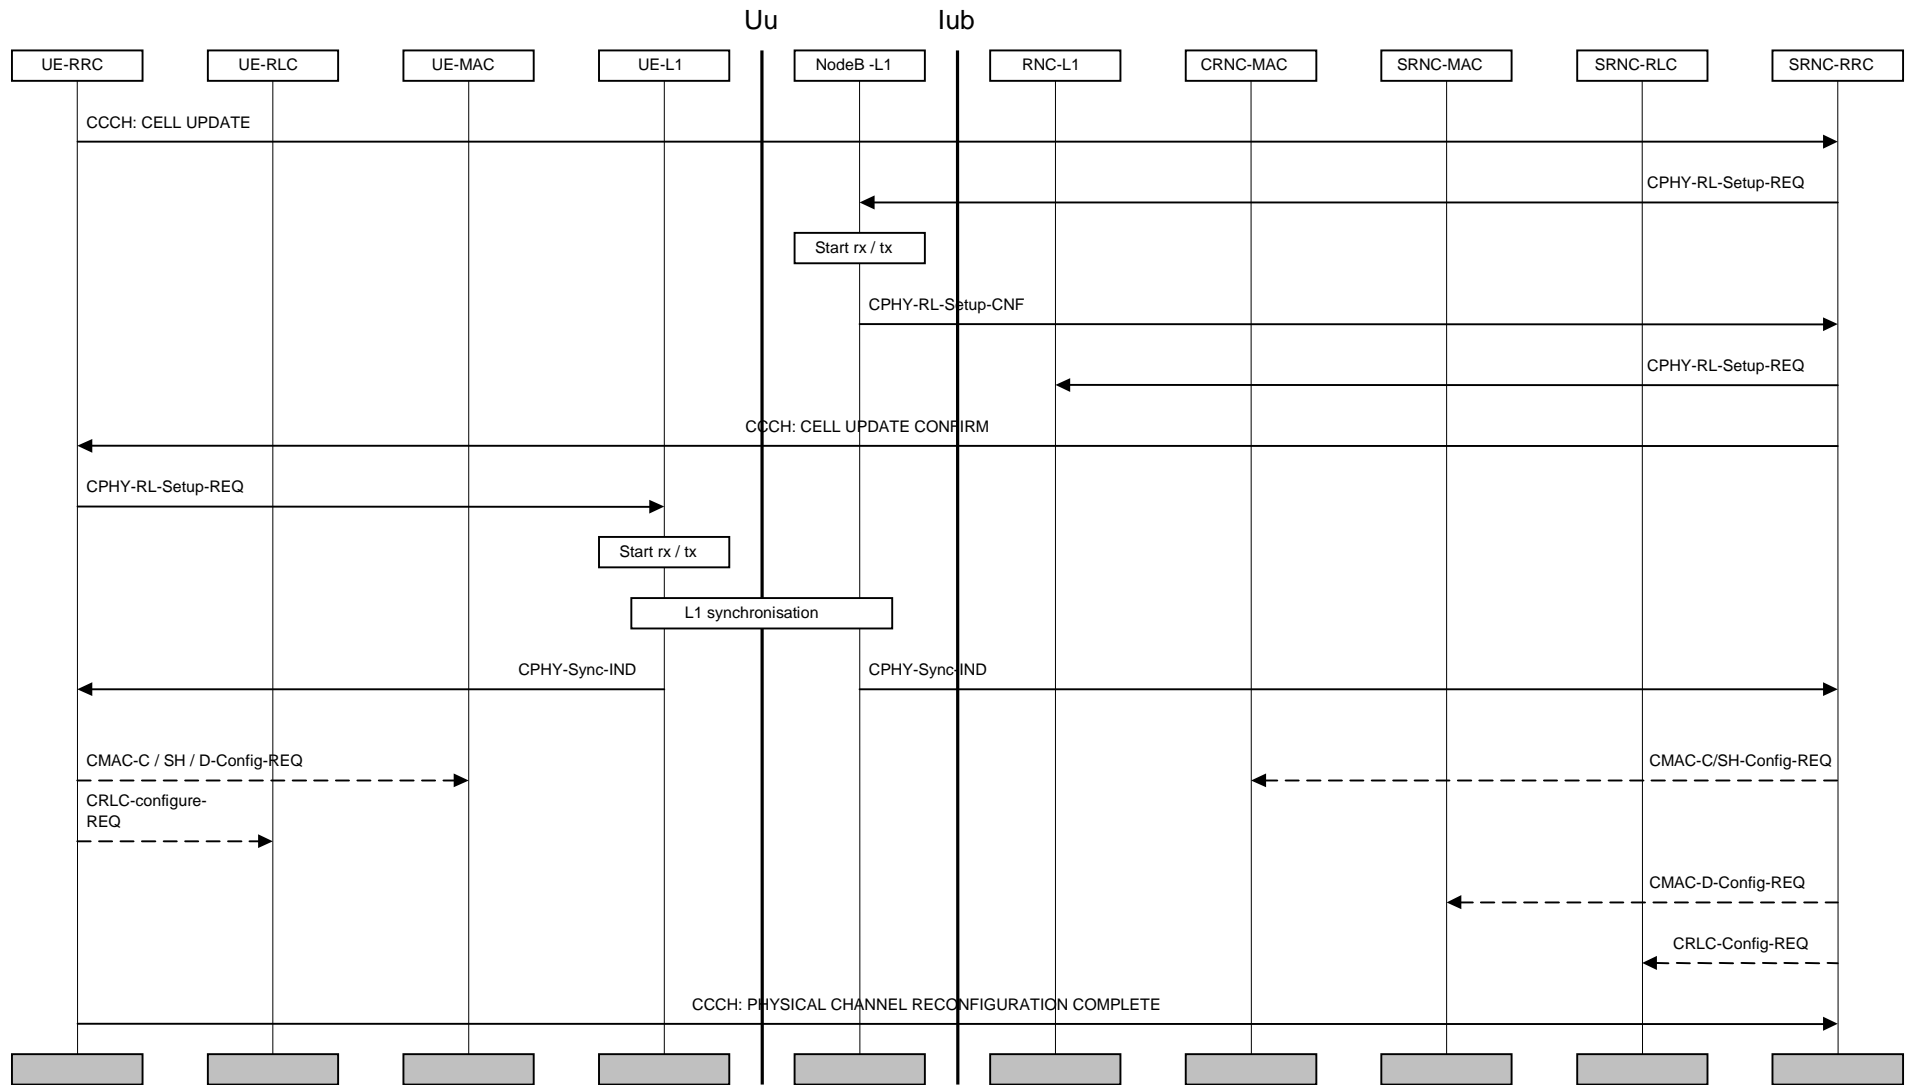 Uu Iub
UE-RRC UE-RLC UE-MAC UE-L1 NodeB -L1 RNC-L1 CRNC-MAC SRNC-MAC SRNC-RLC SRNC-RRC
CCCH: CELL UPDATE
CPHY-RL-Setup-REQ
Start rx / tx
CPHY-RL-Setup-CNF
CPHY-RL-Setup-REQ
CCCH: CELL UPDATE CONFIRM
CPHY-RL-Setup-REQ
Start rx / tx
L1 synchronisation
CPHY-Sync-IND CPHY-Sync-IND
CMAC-C / SH / D-Config-REQ CMAC-C/SH-Config-REQ
CRLC-configure-
REQ
CMAC-D-Config-REQ
CRLC-Config-REQ
CCCH: PHYSICAL CHANNEL RECONFIGURATION COMPLETE